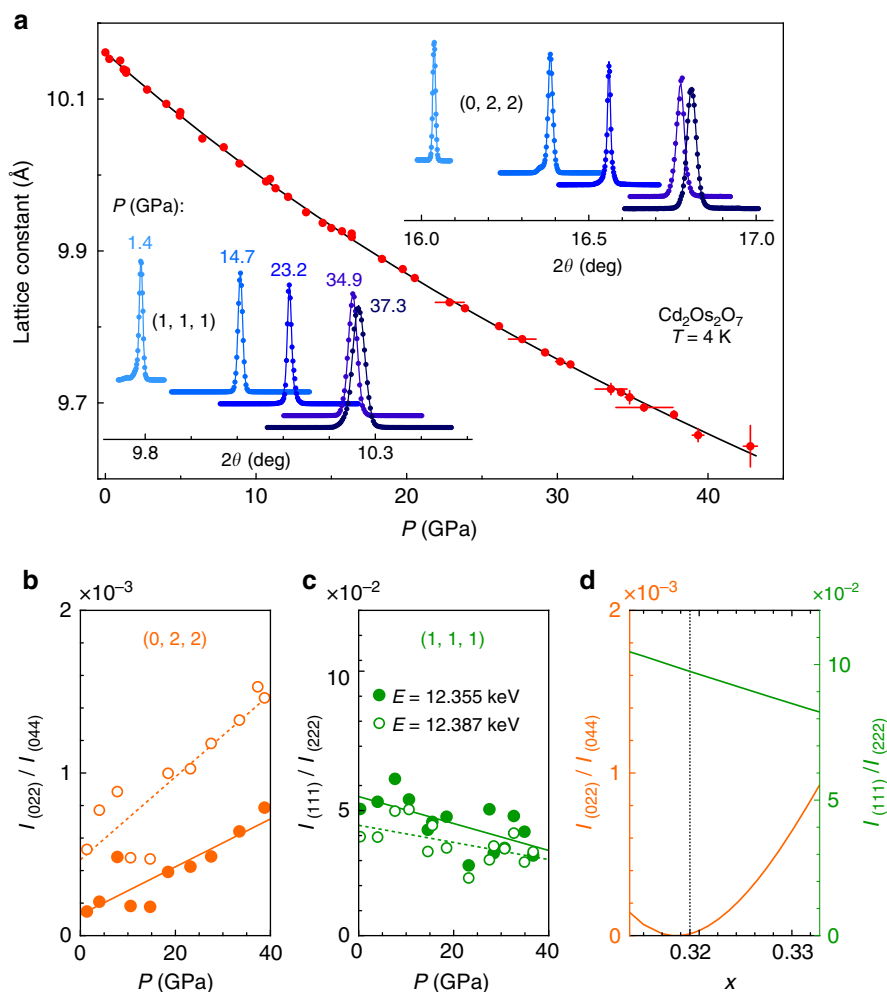 a
10.1
9.9
9.7
Lattice constant (Å)
(0, 2, 2)
16.0
16.5
17.0
2θ (deg)
P (GPa):
1.4
14.7
23.2
34.9
37.3
(1, 1, 1)
9.8
2θ (deg)
10.3
Cd₂Os₂O₇
T = 4 K
0
10
20
30
40
P (GPa)
b
×10⁻³
2
1
0
I(022) / I(044)
(0, 2, 2)
0
20
40
P (GPa)
c
×10⁻²
10
5
0
I(111) / I(222)
(1, 1, 1)
E = 12.355 keV
E = 12.387 keV
0
20
40
P (GPa)
d
×10⁻³
×10⁻²
2
1
0
I(022) / I(044)
10
5
0
I(111) / I(222)
0.32
0.33
x